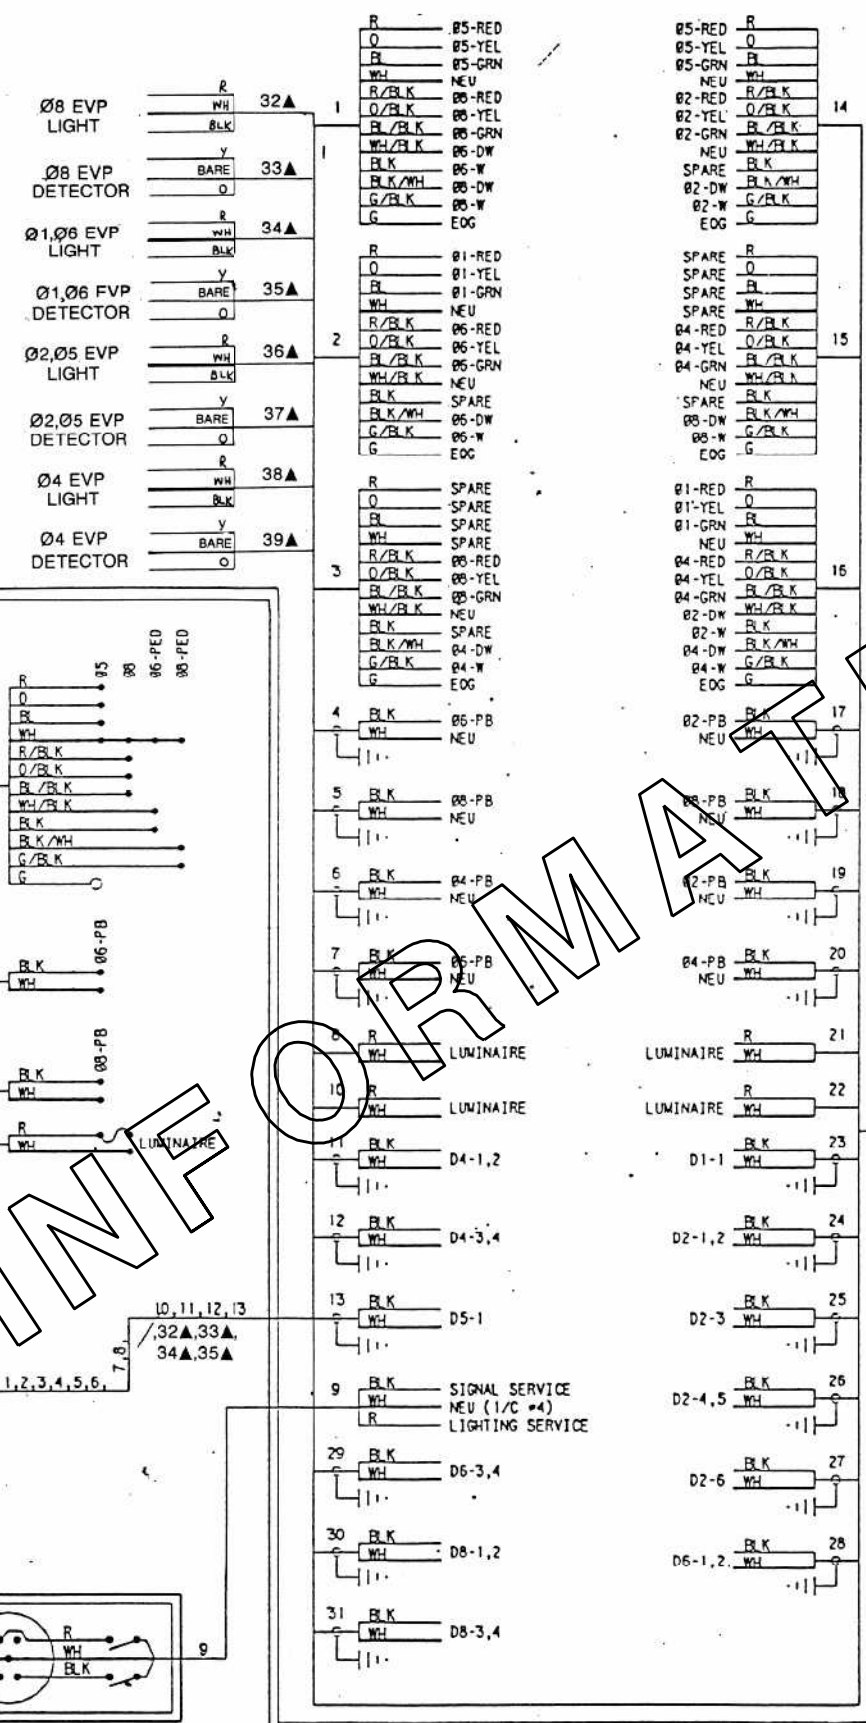 Ø8 EVP
LIGHT
R
WH
BLK
32▲
Ø8 EVP
DETECTOR
Y
BARE
O
33▲
Ø1,Ø6 EVP
LIGHT
R
WH
BLK
34▲
Ø1,Ø6 EVP
DETECTOR
Y
BARE
O
35▲
Ø2,Ø5 EVP
LIGHT
R
WH
BLK
36▲
Ø2,Ø5 EVP
DETECTOR
Y
BARE
O
37▲
Ø4 EVP
LIGHT
R
WH
BLK
38▲
Ø4 EVP
DETECTOR
Y
BARE
O
39▲
1
R Ø5-RED
O Ø5-YEL
BL Ø5-GRN
WH NEU
R/BLK Ø8-RED
O/BLK Ø8-YEL
BL/BLK Ø8-GRN
WH/BLK Ø6-DW
BLK Ø6-W
BLK/WH Ø8-DW
G/BLK Ø8-W
G EOG
2
R Ø1-RED
O Ø1-YEL
BL Ø1-GRN
WH NEU
R/BLK Ø6-RED
O/BLK Ø6-YEL
BL/BLK Ø6-GRN
WH/BLK NEU
BLK SPARE
BLK/WH Ø6-DW
G/BLK Ø6-W
G EOG
3
R SPARE
O SPARE
BL SPARE
WH SPARE
R/BLK Ø8-RED
O/BLK Ø8-YEL
BL/BLK Ø8-GRN
WH/BLK NEU
BLK SPARE
BLK/WH Ø4-DW
G/BLK Ø4-W
G EOG
4
BLK Ø6-PB
WH NEU
5
BLK Ø8-PB
WH NEU
6
BLK Ø4-PB
WH NEU
7
BLK Ø6-PB
WH NEU
8
R
WH LUMINAIRE
10
R
WH LUMINAIRE
11
BLK
WH D4-1,2
12
BLK
WH D4-3,4
13
BLK
WH D5-1
9
BLK SIGNAL SERVICE
WH NEU (1/C #4)
R LIGHTING SERVICE
29
BLK
WH D6-3,4
30
BLK
WH D8-1,2
31
BLK
WH D8-3,4
14
Ø5-RED R
Ø5-YEL O
Ø5-GRN BL
NEU WH
Ø2-RED R/BLK
Ø2-YEL O/BLK
Ø2-GRN BL/BLK
NEU WH/BLK
SPARE BLK
Ø2-DW BLK/WH
Ø2-W G/BLK
EOG G
15
SPARE R
SPARE O
SPARE BL
SPARE WH
Ø4-RED R/BLK
Ø4-YEL O/BLK
Ø4-GRN BL/BLK
NEU WH/BLK
SPARE BLK
Ø8-DW BLK/WH
Ø8-W G/BLK
EOG G
16
Ø1-RED R
Ø1-YEL O
Ø1-GRN BL
NEU WH
Ø4-RED R/BLK
Ø4-YEL O/BLK
Ø4-GRN BL/BLK
Ø2-DW WH/BLK
Ø2-W BLK
Ø4-DW BLK/WH
Ø4-W G/BLK
EOG G
17
Ø2-PB BLK
NEU WH
18
Ø8-PB BLK
NEU WH
19
Ø2-PB BLK
NEU WH
20
Ø4-PB BLK
NEU WH
21
R
LUMINAIRE WH
22
R
LUMINAIRE WH
23
BLK
D1-1 WH
24
BLK
D2-1,2 WH
25
BLK
D2-3 WH
26
BLK
D2-4,5 WH
27
BLK
D2-6 WH
28
BLK
D6-1,2 WH
Ø5
Ø8
Ø6-PED
Ø8-PED
R
O
BL
WH
R/BLK
O/BLK
BL/BLK
WH/BLK
BLK
BLK/WH
G/BLK
G
Ø6-PB
BLK
WH
Ø8-PB
BLK
WH
R
WH LUMINAIRE
10,11,12,13
,32▲,33▲,
34▲,35▲
7,8,
1,2,3,4,5,6,
R
WH
BLK
9
INFORMAT